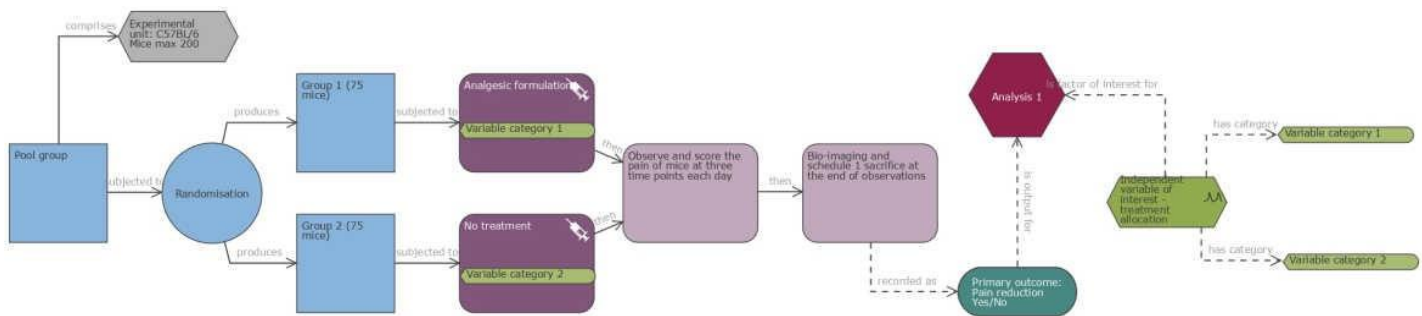 comprises
Experimental
unit: C57BL/6
Mice max 200
Pool group
subjected to
Randomisation
produces
produces
Group 1 (75
mice)
Group 2 (75
mice)
subjected to
subjected to
Analgesic formulation
Variable category 1
No treatment
Variable category 2
then
then
Observe and score the
pain of mice at three
time points each day
then
Bio-imaging and
schedule 1 sacrifice at
the end of observations
recorded as
Primary outcome:
Pain reduction
Yes/No
is output for
Analysis 1
is factor of interest for
Independent
variable of
interest -
treatment
allocation
has category
Variable category 1
has category
Variable category 2